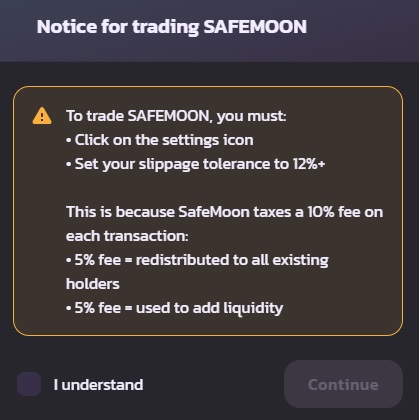 Notice for trading SAFEMOON
To trade SAFEMOON, you must:
• Click on the settings icon
• Set your slippage tolerance to 12%+
This is because SafeMoon taxes a 10% fee on
each transaction:
• 5% fee = redistributed to all existing
holders
• 5% fee = used to add liquidity
I understand
Continue